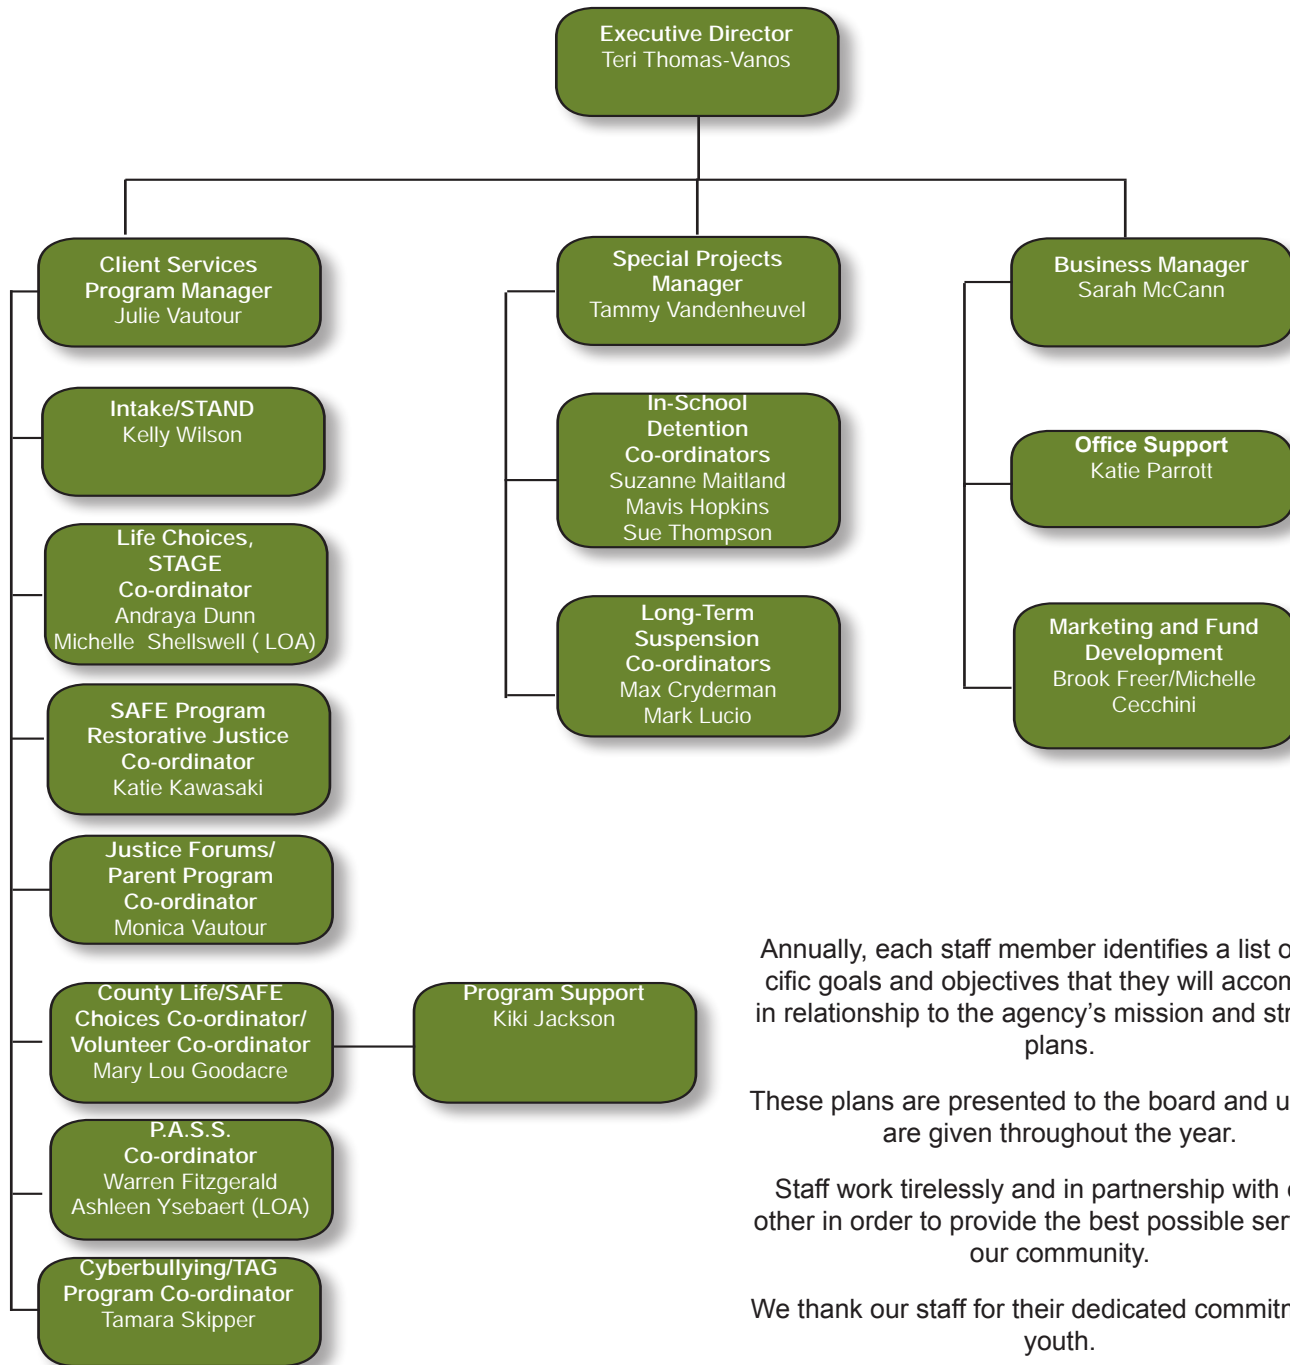 Executive Director
Teri Thomas-Vanos
Client Services
Program Manager
Julie Vautour
Special Projects
Manager
Tammy Vandenheuvel
Business Manager
Sarah McCann
Intake/STAND
Kelly Wilson
In-School
Detention
Co-ordinators
Suzanne Maitland
Mavis Hopkins
Sue Thompson
Office Support
Katie Parrott
Life Choices,
STAGE
Co-ordinator
Andraya Dunn
Michelle Shellswell ( LOA)
Long-Term
Suspension
Co-ordinators
Max Cryderman
Mark Lucio
Marketing and Fund
Development
Brook Freer/Michelle
Cecchini
SAFE Program
Restorative Justice
Co-ordinator
Katie Kawasaki
Justice Forums/
Parent Program
Co-ordinator
Monica Vautour
County Life/SAFE
Choices Co-ordinator/
Volunteer Co-ordinator
Mary Lou Goodacre
Program Support
Kiki Jackson
P.A.S.S.
Co-ordinator
Warren Fitzgerald
Ashleen Ysebaert (LOA)
Cyberbullying/TAG
Program Co-ordinator
Tamara Skipper
Annually, each staff member identifies a list
cific goals and objectives that they will
in relationship to the agency's mission and
plans.
These plans are presented to the board and
are given throughout the year.
Staff work tirelessly and in partnership with
other in order to provide the best possible
our community.
We thank our staff for their dedicated
youth.